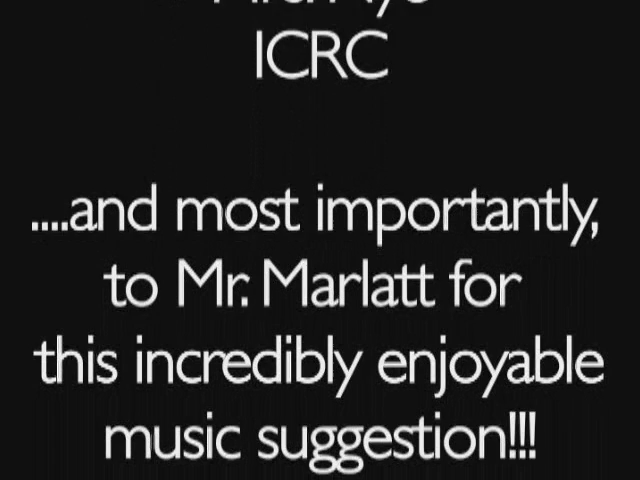 ICRC
....and most importantly,
to Mr. Marlatt for
this incredibly enjoyable
music suggestion!!!